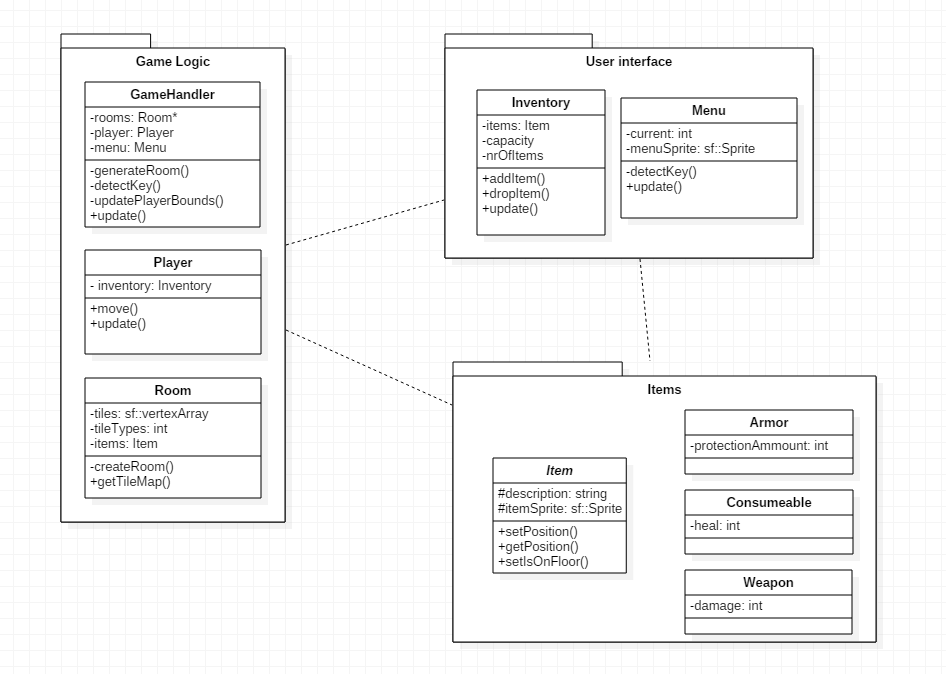 Game Logic
GameHandler
-rooms: Room*
-player: Player
-menu: Menu
-generateRoom()
-detectKey()
-updatePlayerBounds()
+update()
Player
- inventory: Inventory
+move()
+update()
Room
-tiles: sf::vertexArray
-tileTypes: int
-items: Item
-createRoom()
+getTileMap()
User interface
Inventory
-items: Item
-capacity
-nrOfItems
+addItem()
+dropItem()
+update()
Menu
-current: int
-menuSprite: sf::Sprite
-detectKey()
+update()
Items
Item
#description: string
#itemSprite: sf::Sprite
+setPosition()
+getPosition()
+setIsOnFloor()
Armor
-protectionAmmount: int
Consumeable
-heal: int
Weapon
-damage: int